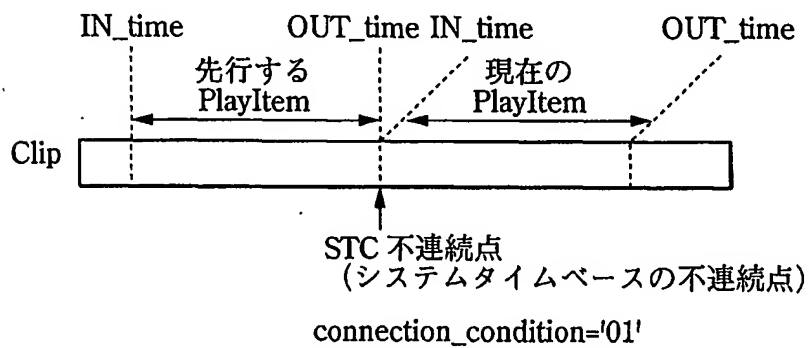 IN_time OUT_time IN_time OUT_time
先行する 現在の
PlayItem PlayItem
Clip
STC 不連続点
(システムタイムベースの不連続点)
connection_condition='01'